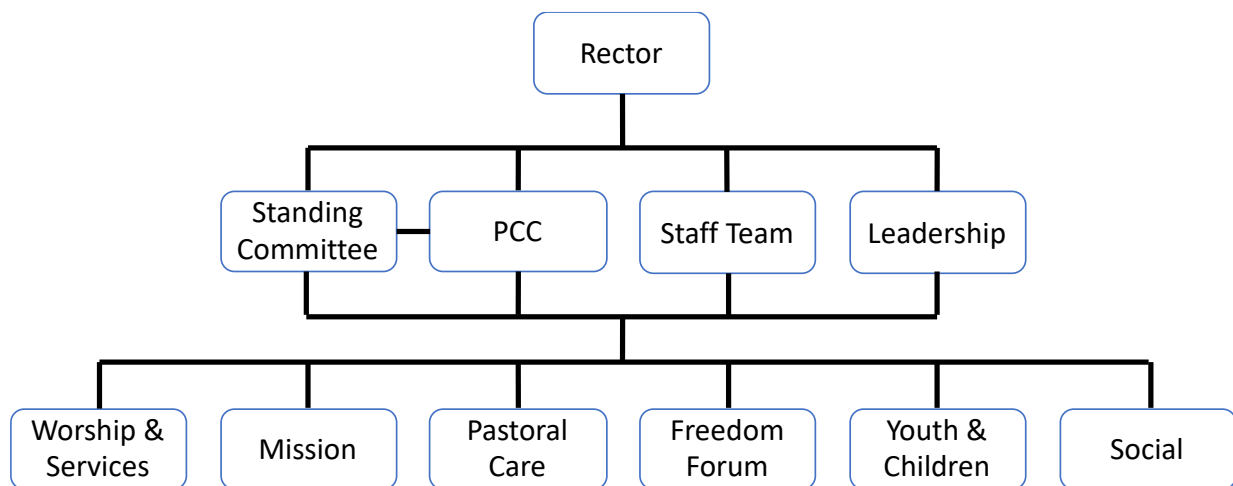 Rector
Standing
Committee
PCC
Staff Team
Leadership
Worship &
Services
Mission
Pastoral
Care
Freedom
Forum
Youth &
Children
Social